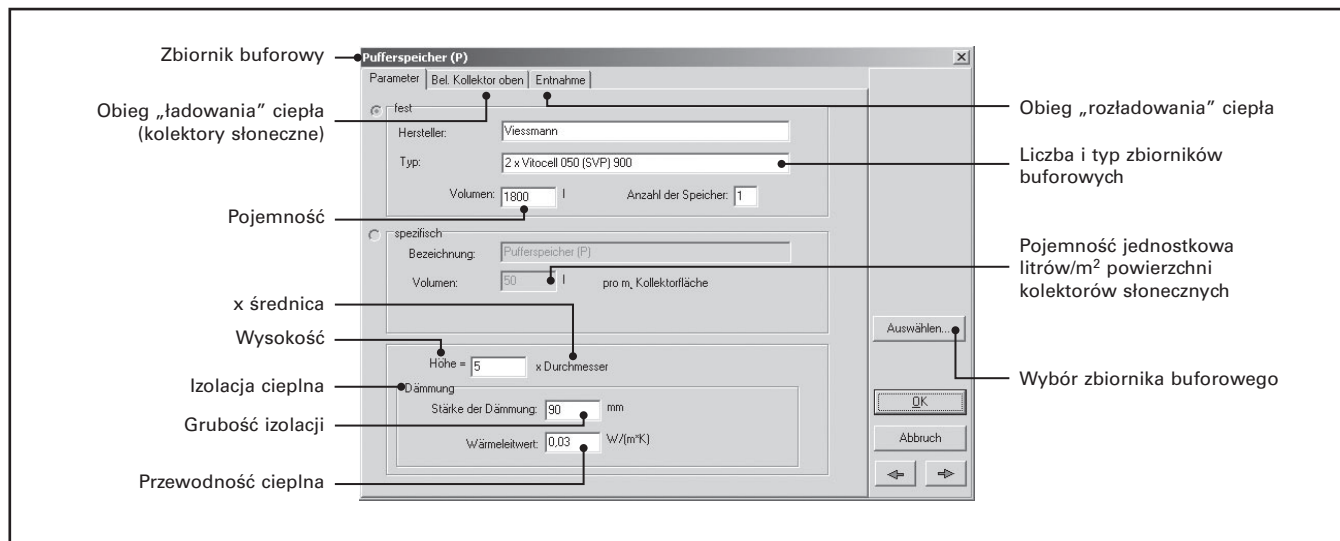 Zbiornik buforowy
Pufferspeicher (P)
Parameter
Bel. Kollektor oben
Entnahme
Obieg „ładowania” ciepła
(kolektory słoneczne)
Obieg „rozładowania” ciepła
fest
Hersteller:
Viessmann
Typ:
2 x Vitocell 050 (SVP) 900
Liczba i typ zbiorników
buforowych
Volumen: 1800 l
Anzahl der Speicher: 1
Pojemność
spezifisch
Bezeichnung:
Pufferspeicher (P)
Volumen: 50 l pro m, Kollektorfläche
Pojemność jednostkowa
litrów/m² powierzchni
kolektorów słonecznych
x średnica
Wysokość
Auswählen...
Höhe = 5 x Durchmesser
Wybór zbiornika buforowego
Izolacja cieplna
Dämmung
Stärke der Dämmung: 90 mm
OK
Grubość izolacji
Wärmeleitwert: 0,03 W/(m*K)
Abbruch
Przewodność cieplna